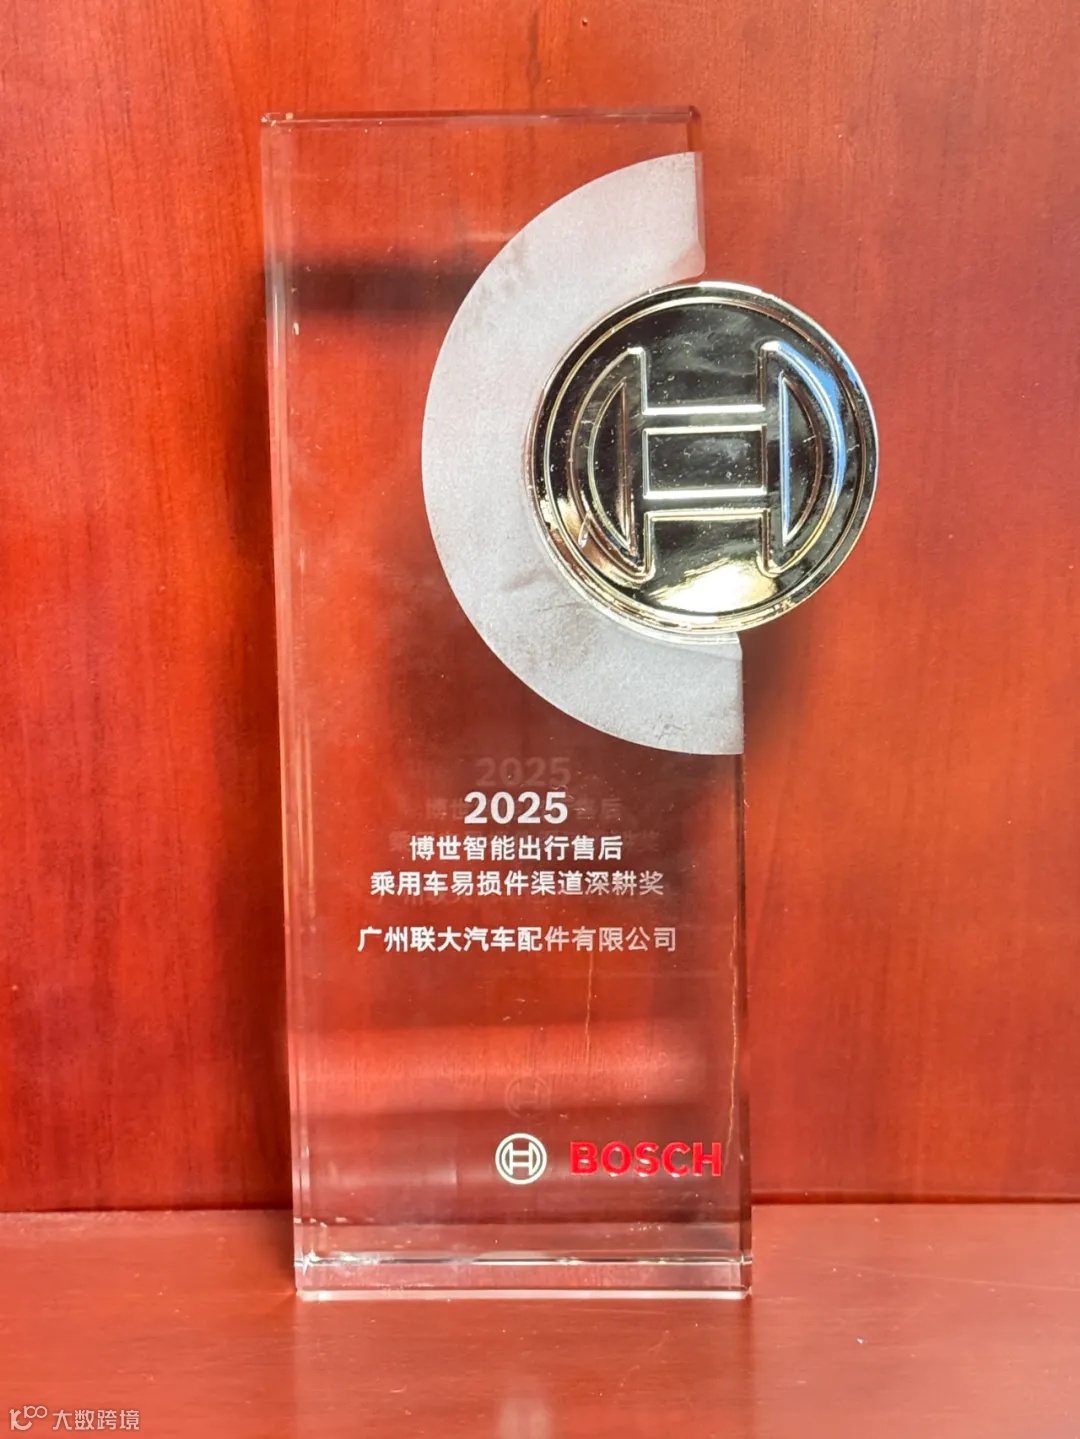 2025
博世智能出行售后
乘用车易损件渠道深耕奖
广州联大汽车配件有限公司
BOSCH
大数跨境